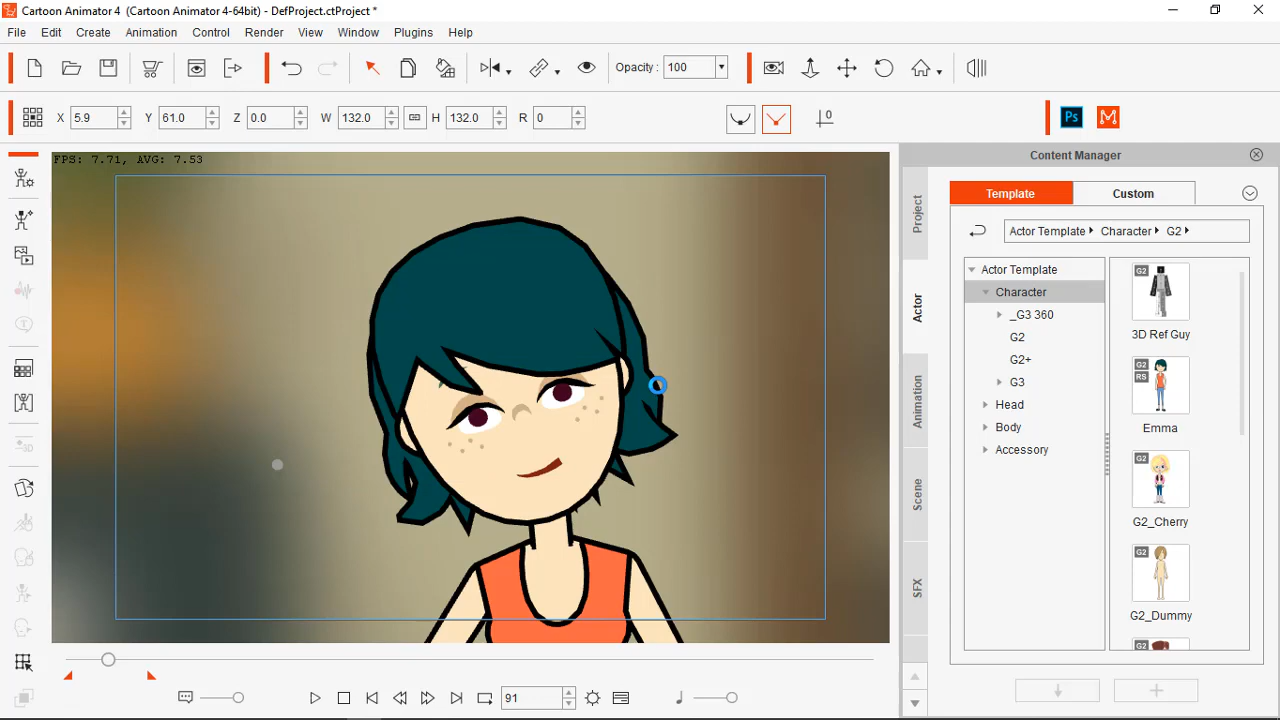 Cartoon Animator 4 (Cartoon Animator 4-64bit) - DefProject.ctProject *
File Edit Create Animation Control Render View Window Plugins Help
Opacity : 100
X 5.9 Y 61.0 Z 0.0 W 132.0 H 132.0 R 0
0
Ps
FPS: 7.71, AVG: 7.53
Content Manager
Template Custom
Actor Template Character G2
Project
Actor
Animation
Scene
SFX
Actor Template
Character
_G3 360
G2
G2+
G3
Head
Body
Accessory
G2
3D Ref Guy
G2
RS
Emma
G2
G2_Cherry
G2
G2_Dummy
G2
3D
91